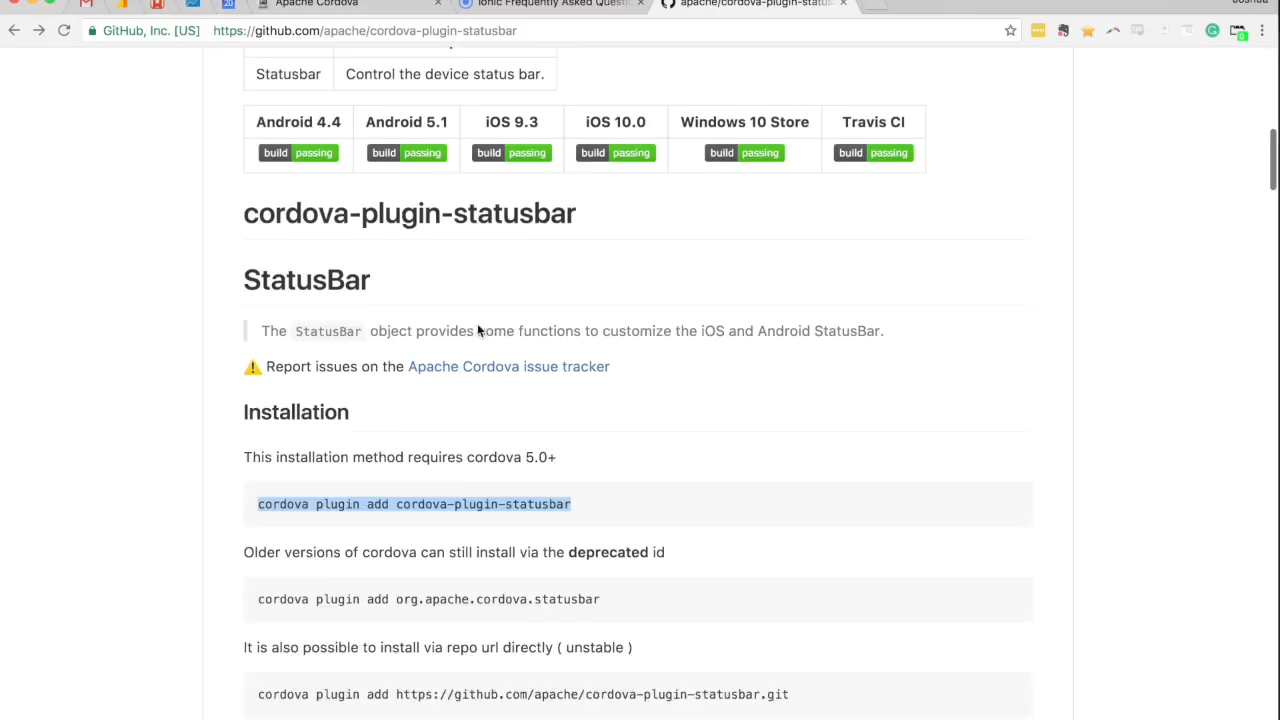 Apache Cordova
Ionic Frequently Asked Questi
apache/cordova-plugin-status
GitHub, Inc. [US]
https://github.com/apache/cordova-plugin-statusbar
Statusbar
Control the device status bar.
Android 4.4
Android 5.1
iOS 9.3
iOS 10.0
Windows 10 Store
Travis CI
build passing
build passing
build passing
build passing
build passing
build passing
cordova-plugin-statusbar
StatusBar
The StatusBar object provides some functions to customize the iOS and Android StatusBar.
Report issues on the Apache Cordova issue tracker
Installation
This installation method requires cordova 5.0+
cordova plugin add cordova-plugin-statusbar
Older versions of cordova can still install via the deprecated id
cordova plugin add org.apache.cordova.statusbar
It is also possible to install via repo url directly ( unstable )
cordova plugin add https://github.com/apache/cordova-plugin-statusbar.git